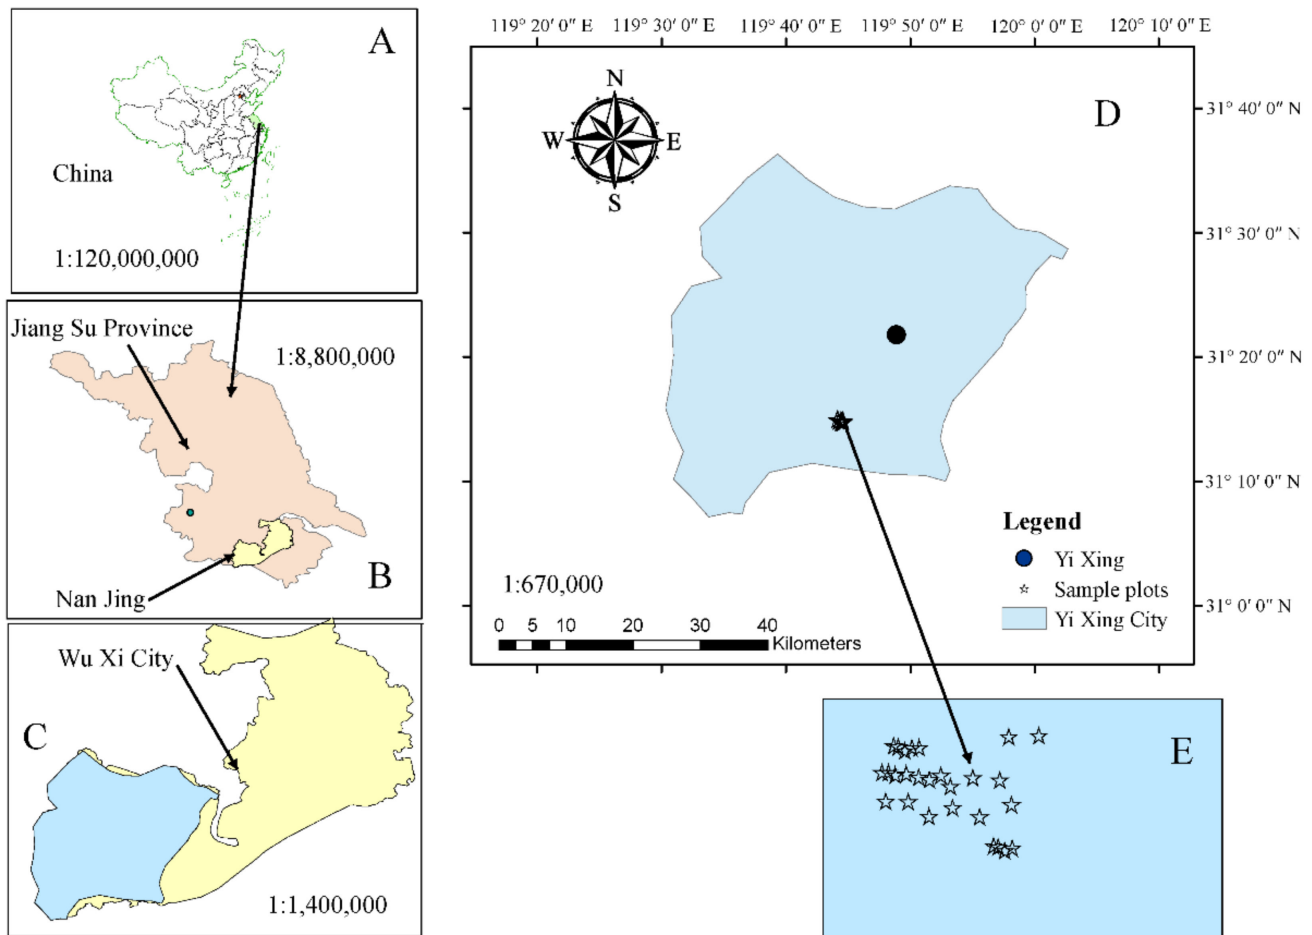 A
China
1:120,000,000
Jiang Su Province
1:8,800,000
Nan Jing
B
Wu Xi City
C
1:1,400,000
119° 20′ 0″ E 119° 30′ 0″ E 119° 40′ 0″ E 119° 50′ 0″ E 120° 0′ 0″ E 120° 10′ 0″ E
D
N
W E
S
31° 40′ 0″ N
31° 30′ 0″ N
31° 20′ 0″ N
31° 10′ 0″ N
31° 0′ 0″ N
Legend
Yi Xing
Sample plots
Yi Xing City
1:670,000
0 5 10 20 30 40
Kilometers
E